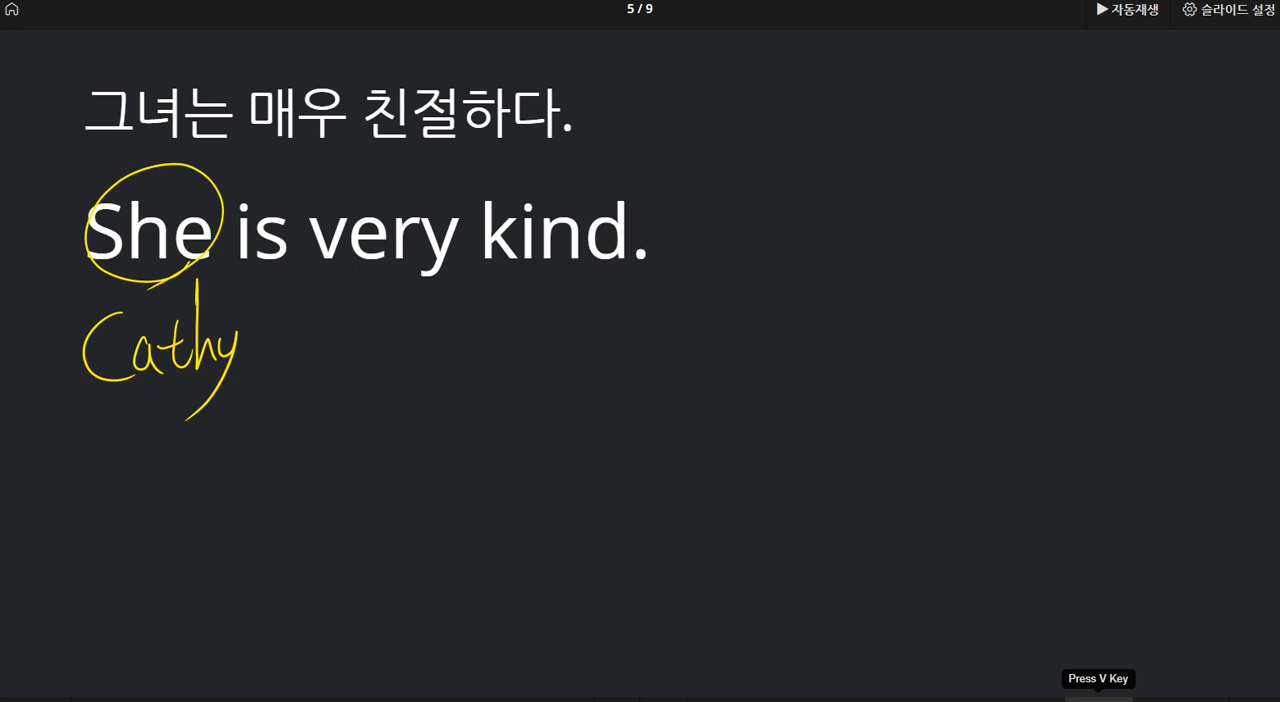 5 / 9
자동재생
슬라이드 설정
그녀는 매우 친절하다.
She is very kind.
Cathy
Press V Key